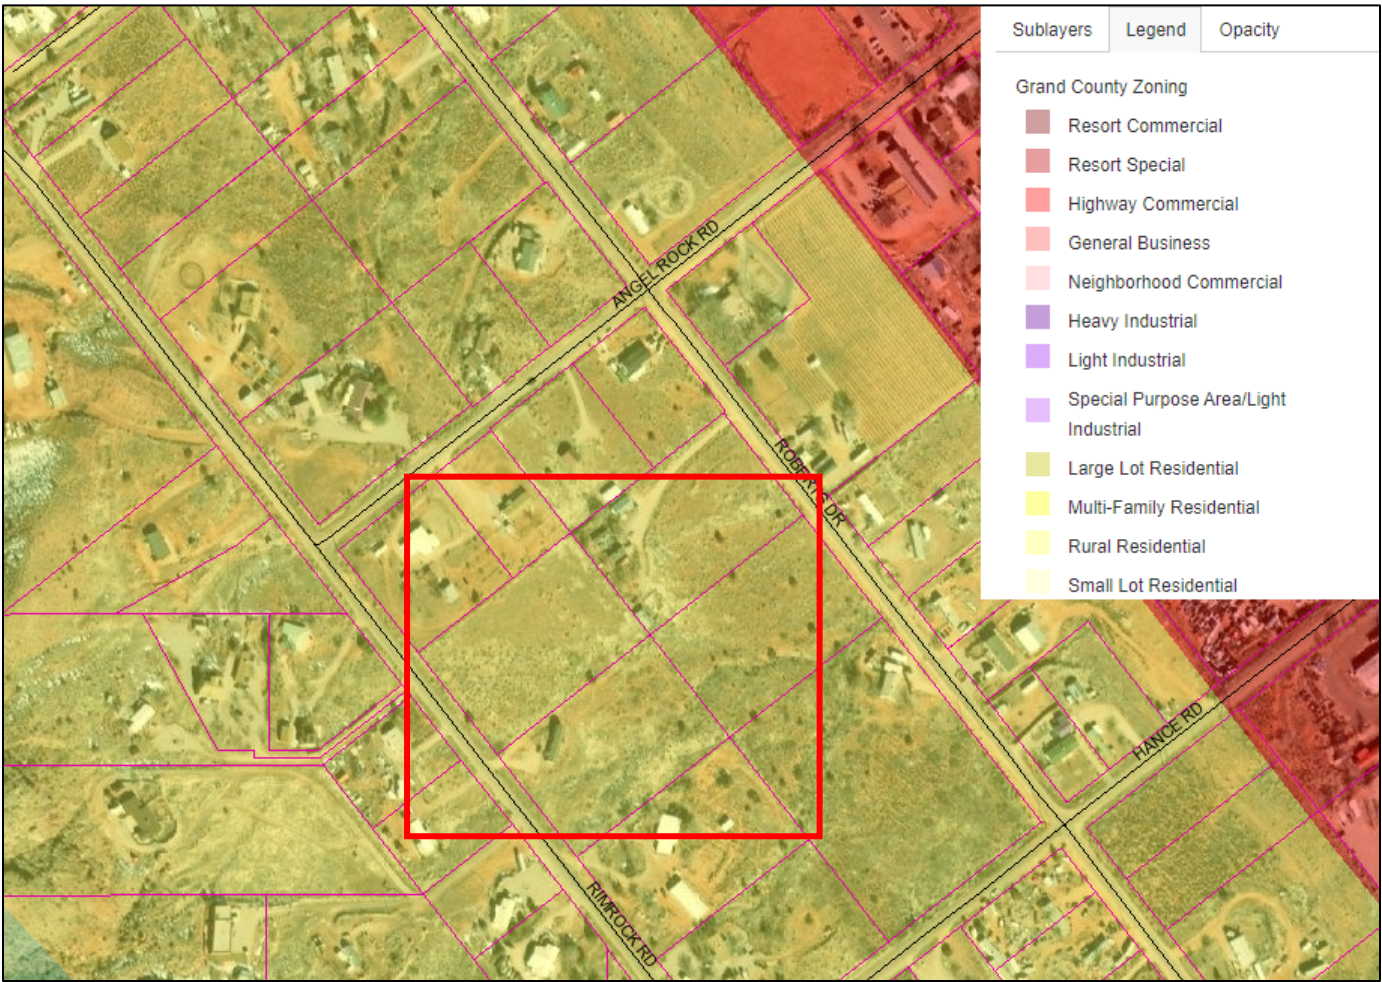 Sublayers Legend Opacity
Grand County Zoning
Resort Commercial
Resort Special
Highway Commercial
General Business
Neighborhood Commercial
Heavy Industrial
Light Industrial
Special Purpose Area/Light
Industrial
Large Lot Residential
Multi-Family Residential
Rural Residential
Small Lot Residential
ANGEL ROCK RD
ROBERTS DR
HANCE RD
RIMROCK RD